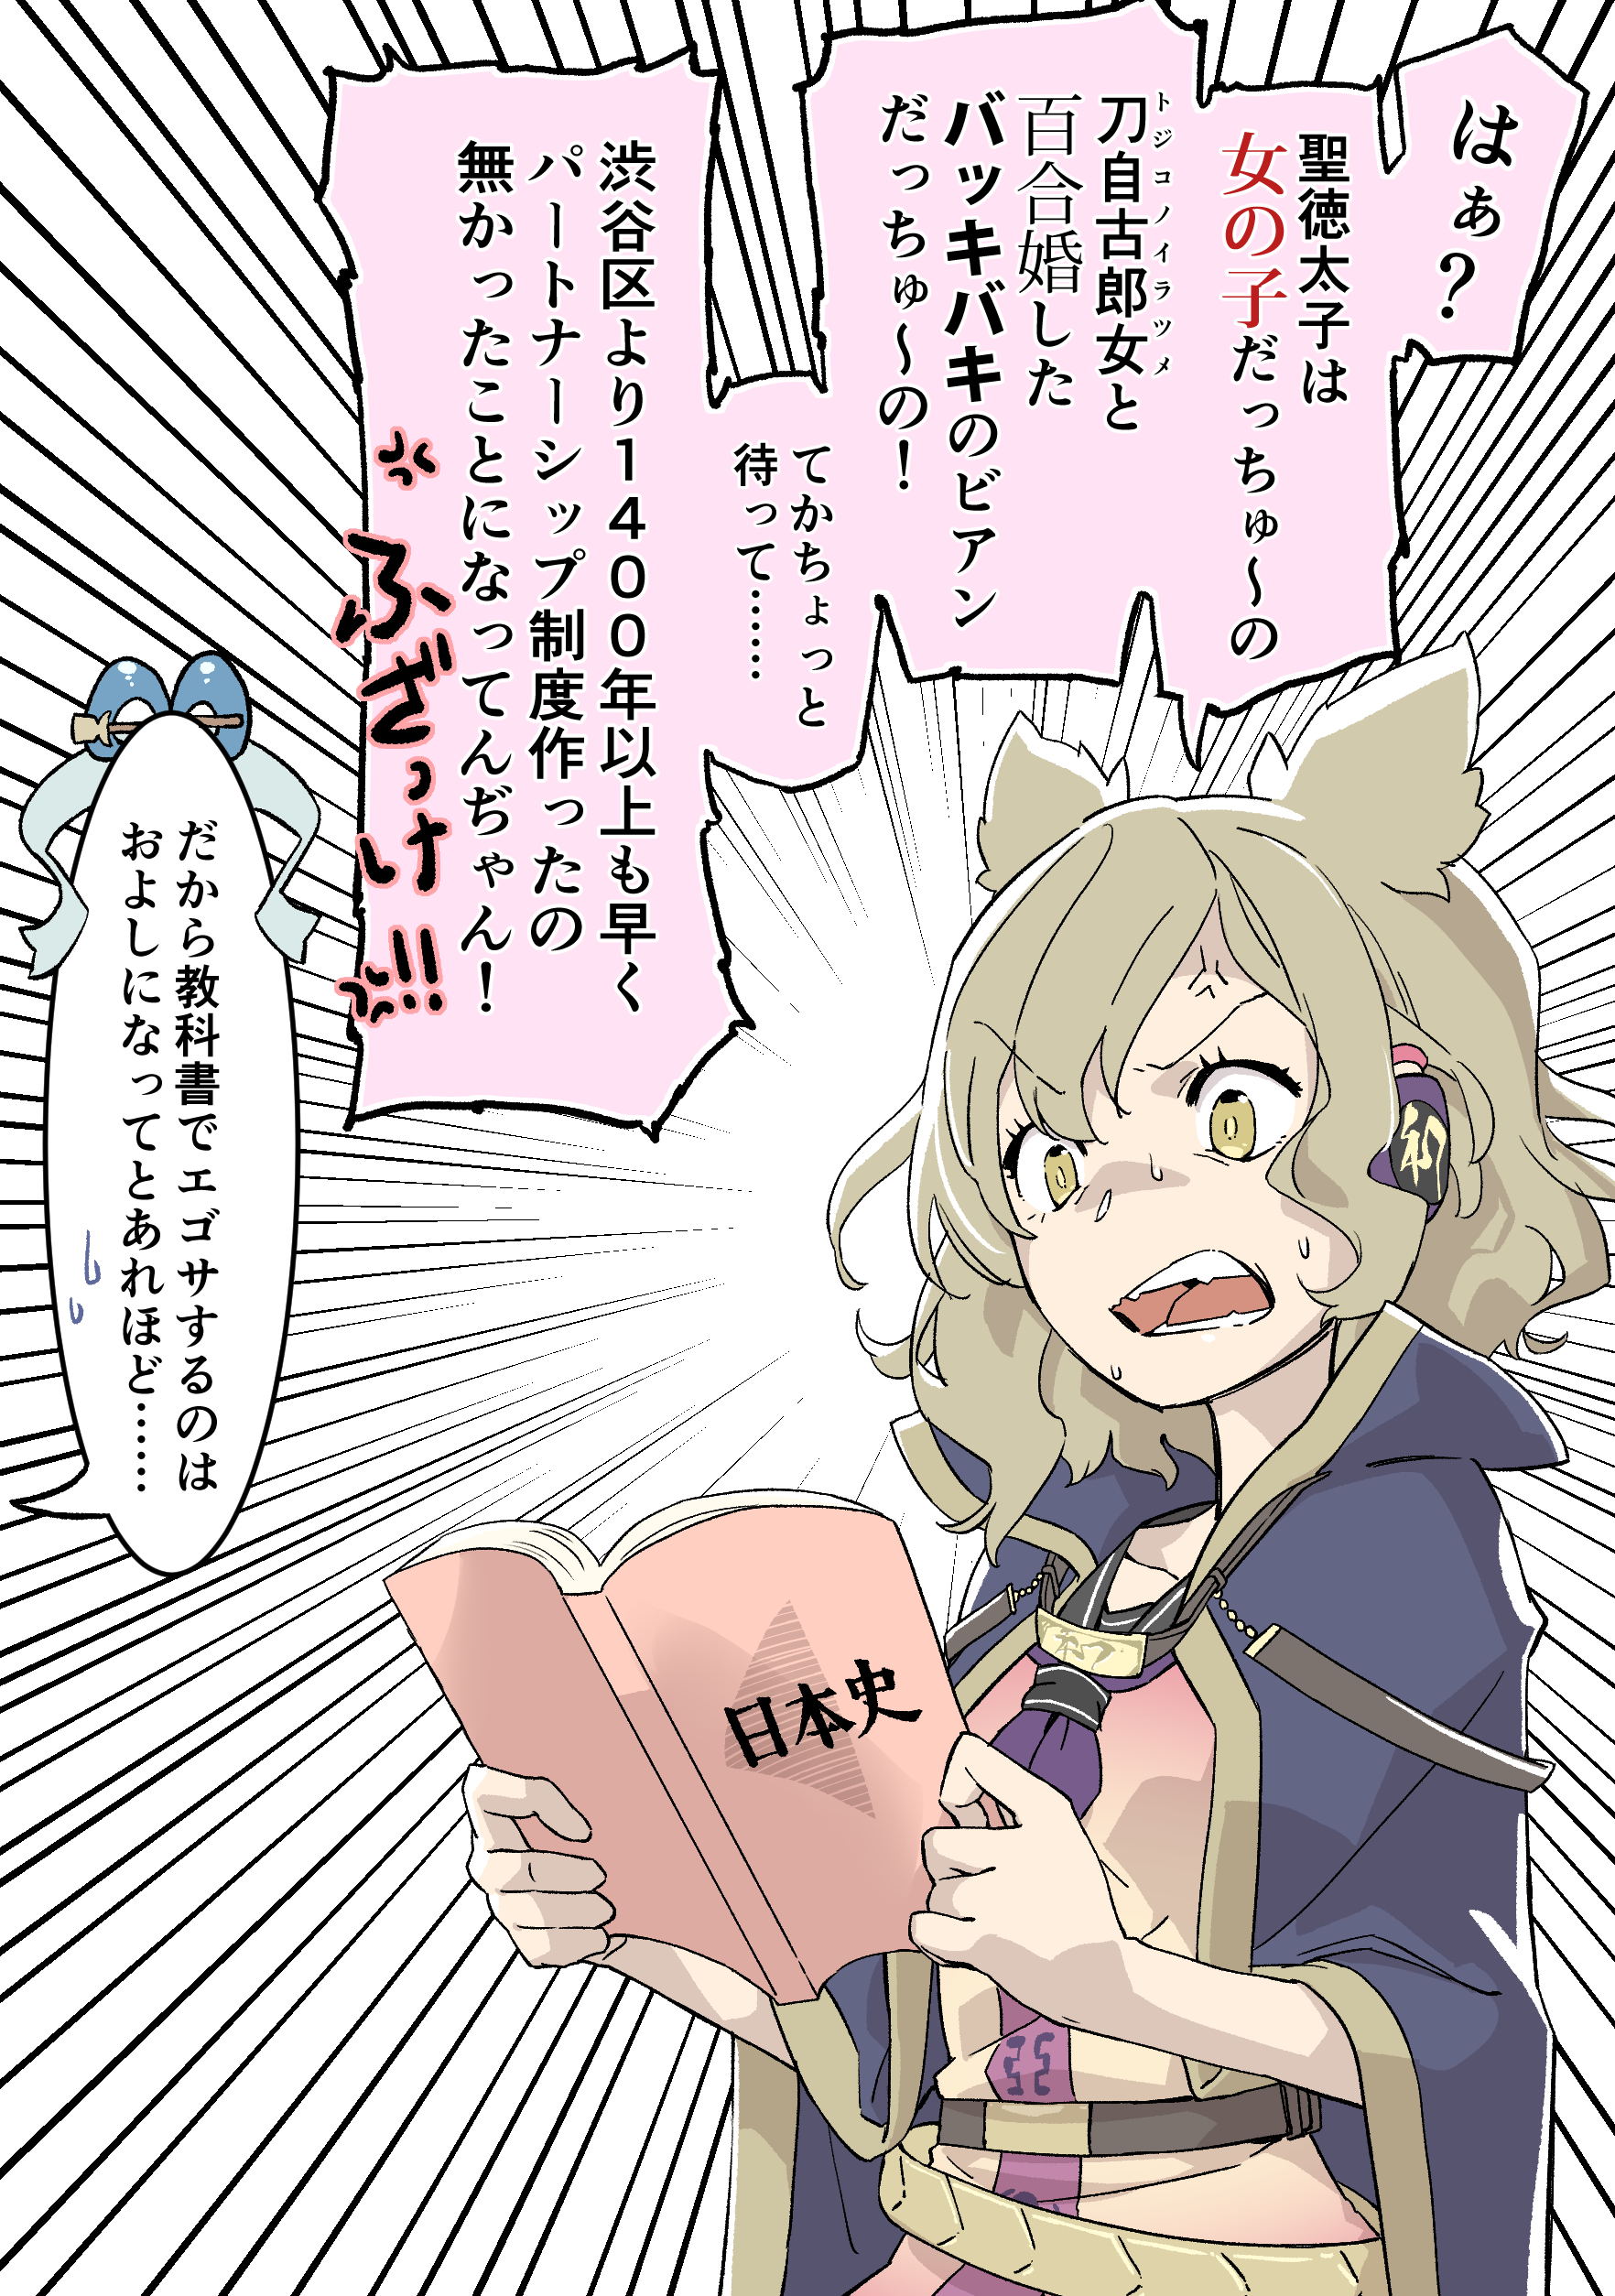 はぁ?
聖徳太子は
女の子だっちゅ~の
刀自古郎女と
トジコノイラツメ
百合婚した
バッキバキのビアン
だっちゅ~の!
てかちょっと
待って……
渋谷区より1400年以上も早~
パートナーシップ制度作ったの
無かったことになってんぢゃん!
ふざっけ!!!
だから教科書でエゴサするのは
およしになってとあれほど……
和
和
日本史